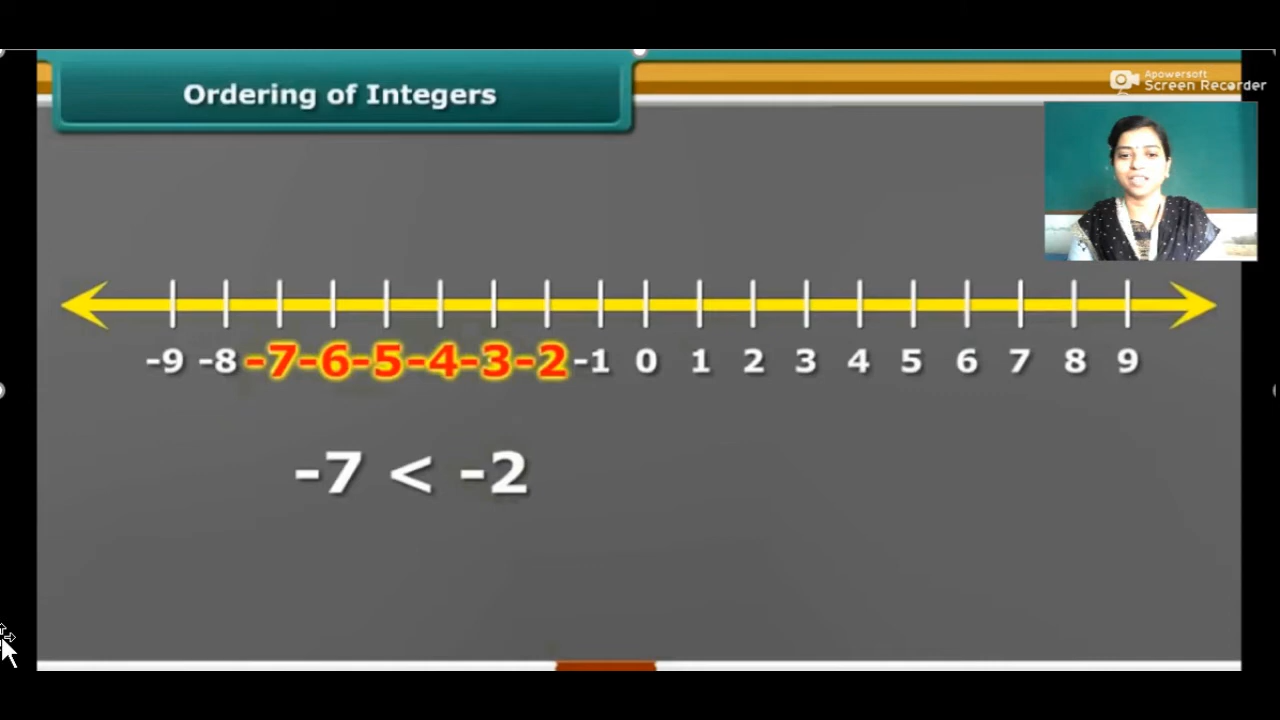 Ordering of Integers
Apowersoft
Screen Recorder
-9 -8 -7 -6 -5 -4 -3 -2 -1 0 1 2 3 4 5 6 7 8 9
-7 < -2